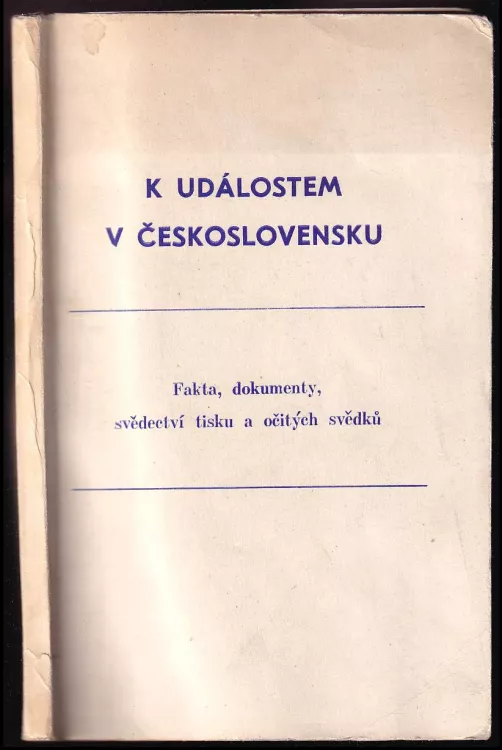 K UDÁLOSTEM
V ČESKOSLOVENSKU
Fakta, dokumenty,
svědectví tisku a očitých svědků